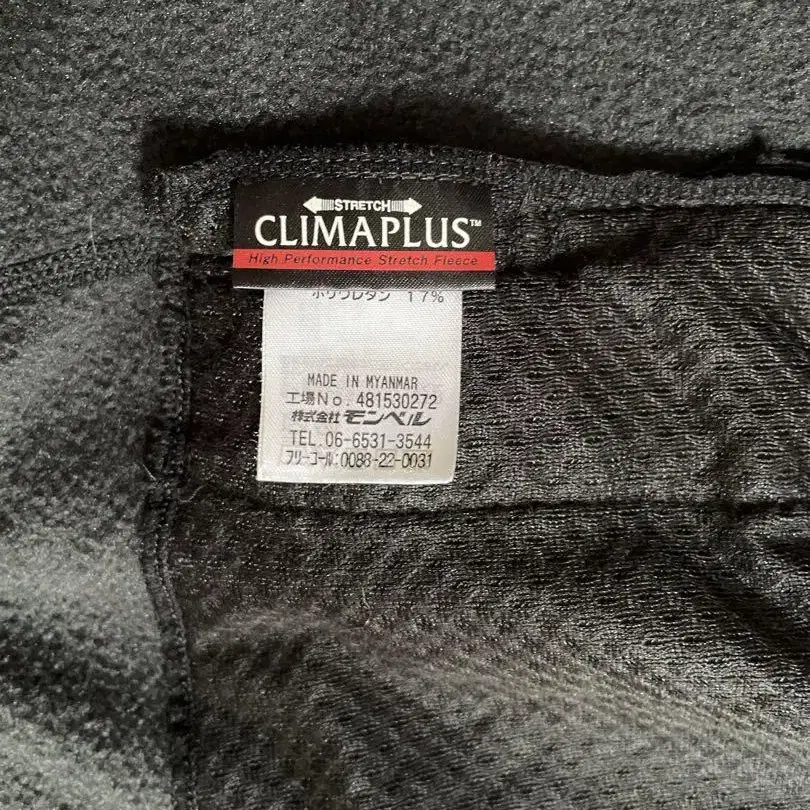 STRETCH
CLIMAPLUS™
High Performance Stretch Fleece
ポリウレタン 17%
MADE IN MYANMAR
工場No. 481530272
株式会社 モンベル
TEL.06-6531-3544
フリーコール:0088-22-0031